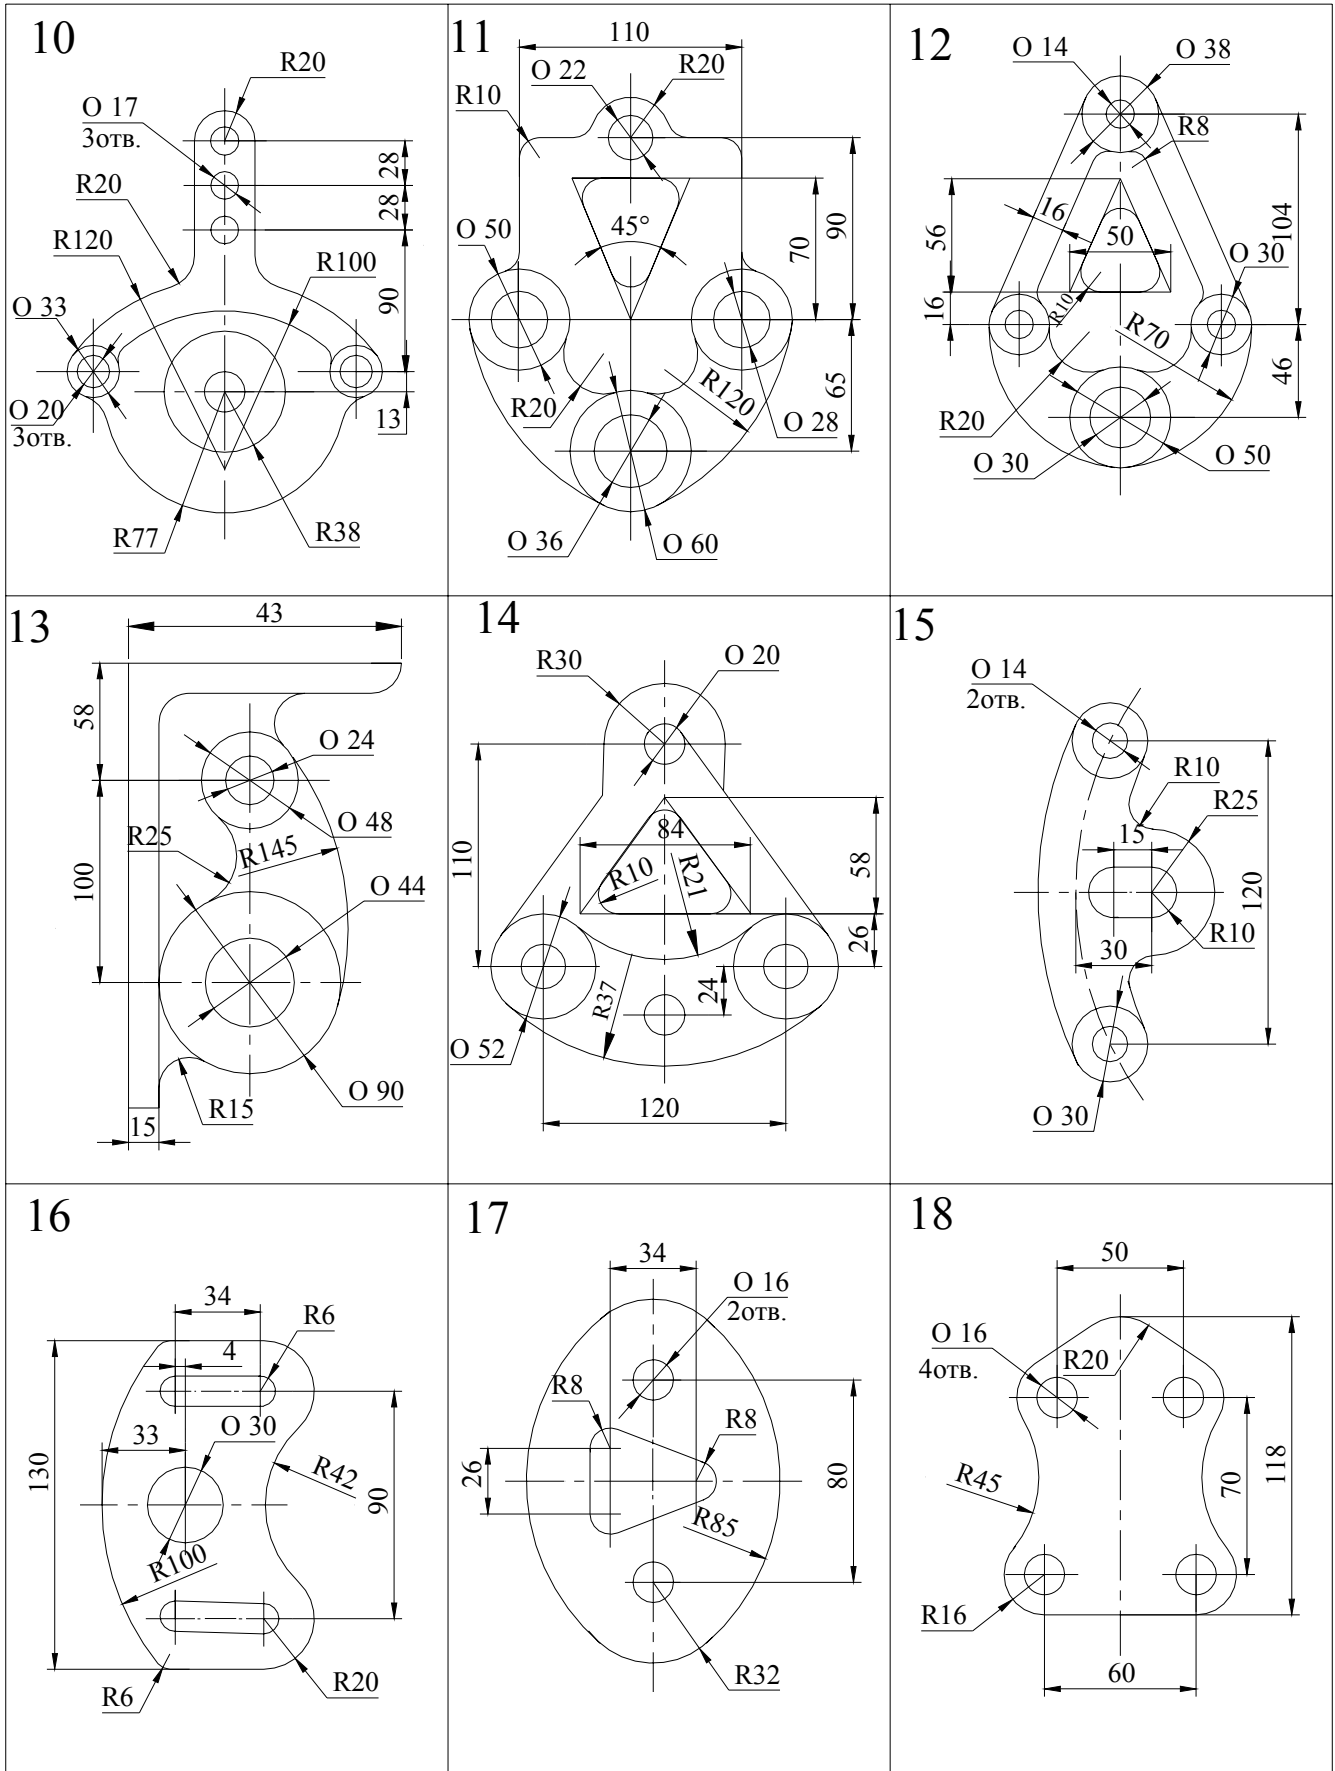 10
R20
O 17
3отв.
R20
28
28
R120
R100
90
O 33
O 20
3отв.
13
R77
R38
11
110
O 22
R20
R10
O 50
45°
70
90
R20
R120
65
O 28
O 36
O 60
12
O 14
O 38
R8
16
56
50
104
O 30
16
R10
R70
46
R20
O 30
O 50
13
43
58
O 24
O 48
R25
R145
100
O 44
O 90
R15
15
14
R30
O 20
84
110
R10
R21
58
26
24
R37
O 52
120
15
O 14
2отв.
R10
R25
15
120
R10
30
O 30
16
34
R6
4
33
O 30
130
R42
90
R100
R20
R6
17
34
O 16
2отв.
R8
R8
26
80
R85
R32
18
50
O 16
4отв.
R20
R45
70
118
R16
60